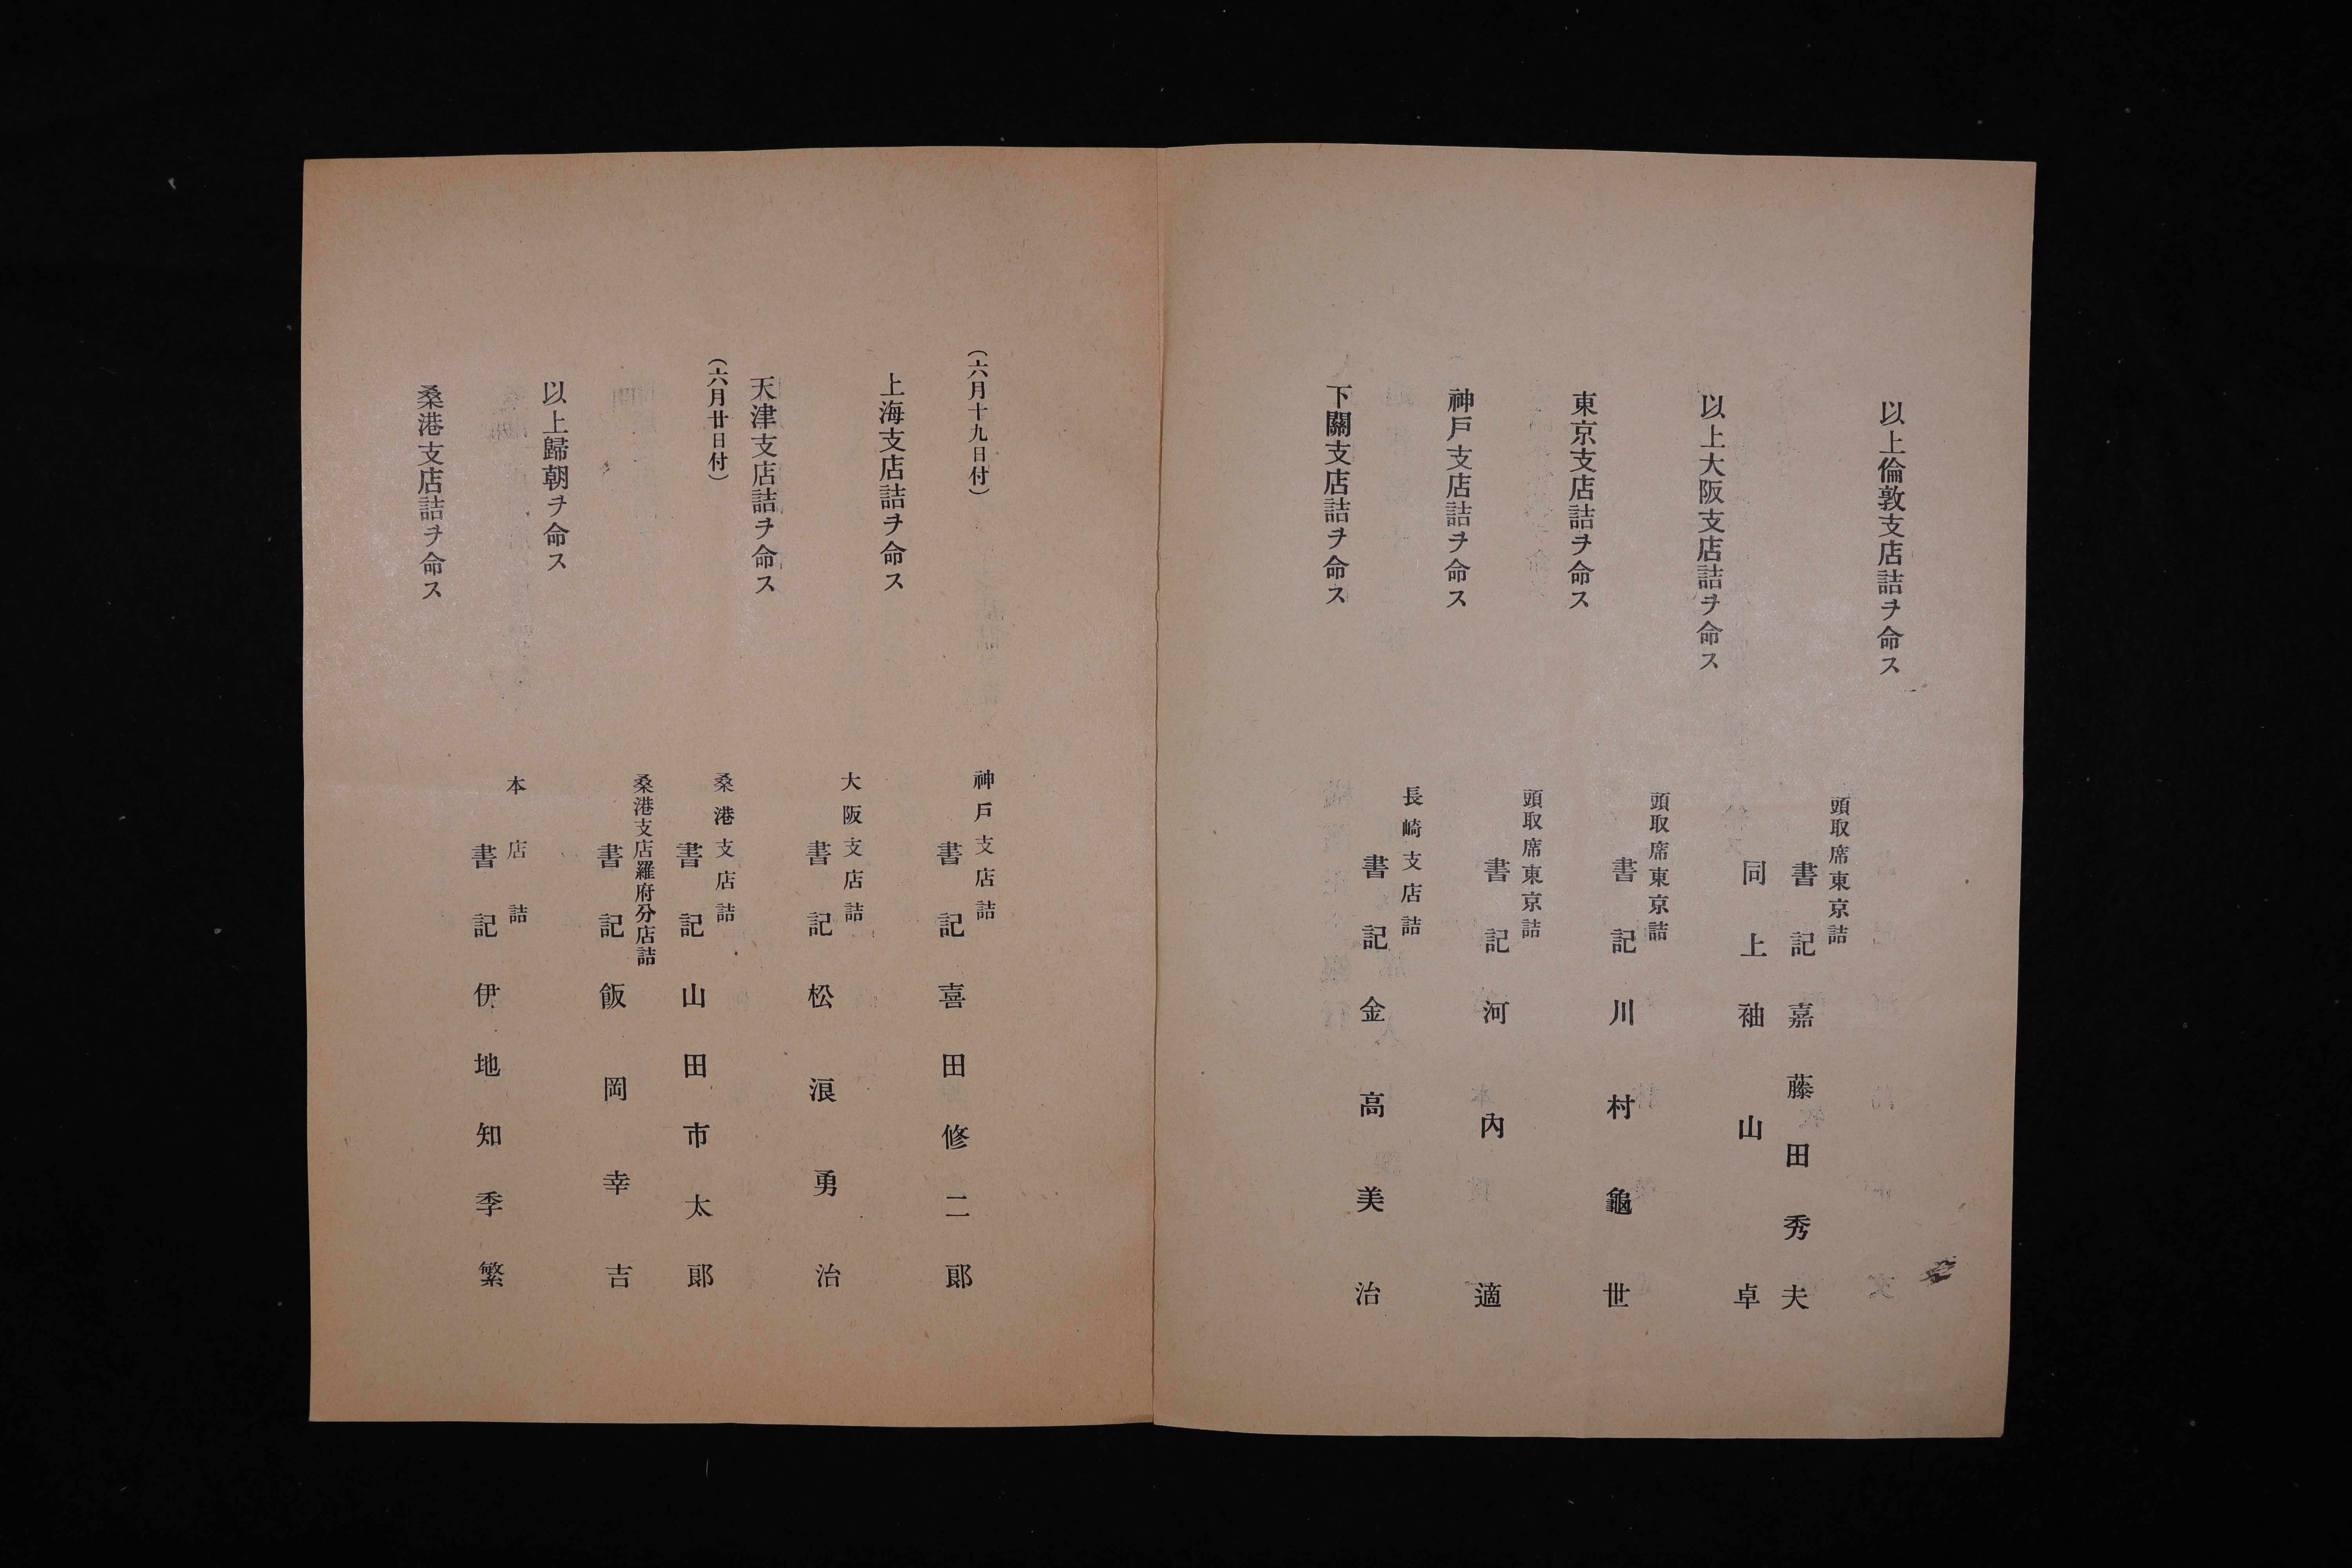 以上倫敦支店詰ヲ命ス
頭取席東京詰
書記 嘉藤田秀夫
同上 袖山卓
以上大阪支店詰ヲ命ス
頭取席東京詰
書記 川村龜世
東京支店詰ヲ命ス
頭取席東京詰
書記 河內適
神戶支店詰ヲ命ス
長崎支店詰
書記 金高美治
下關支店詰ヲ命ス
(六月十九日付)
神戶支店詰
書記 喜田修二郞
上海支店詰ヲ命ス
大阪支店詰
書記 松浪勇治
天津支店詰ヲ命ス
(六月廿日付)
桑港支店詰
書記 山田市太郞
桑港支店羅府分店詰
書記 飯岡幸吉
以上歸朝ヲ命ス
本店詰
書記 伊地知季繁
桑港支店詰ヲ命ス